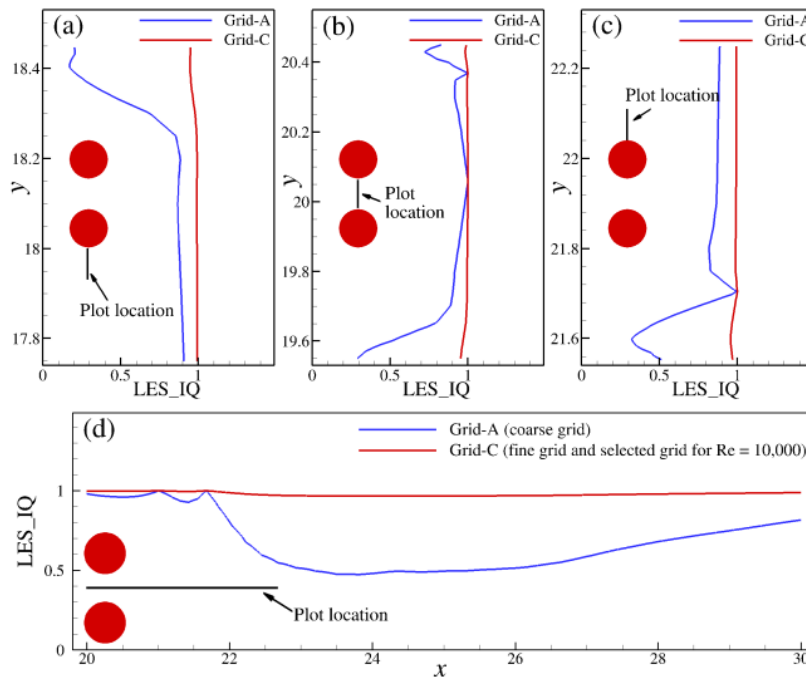 (a)
Grid-A
Grid-C
18.4
18.2
18
17.8
y
Plot location
0
0.5
1
LES_IQ
(b)
Grid-A
Grid-C
20.4
20.2
20
19.8
19.6
y
Plot
location
0
0.5
1
LES_IQ
(c)
Grid-A
Grid-C
22.2
22
21.8
21.6
y
Plot location
0
0.5
1
LES_IQ
(d)
Grid-A (coarse grid)
Grid-C (fine grid and selected grid for Re = 10,000)
1
0.5
0
LES_IQ
Plot location
20
22
24
26
28
30
x